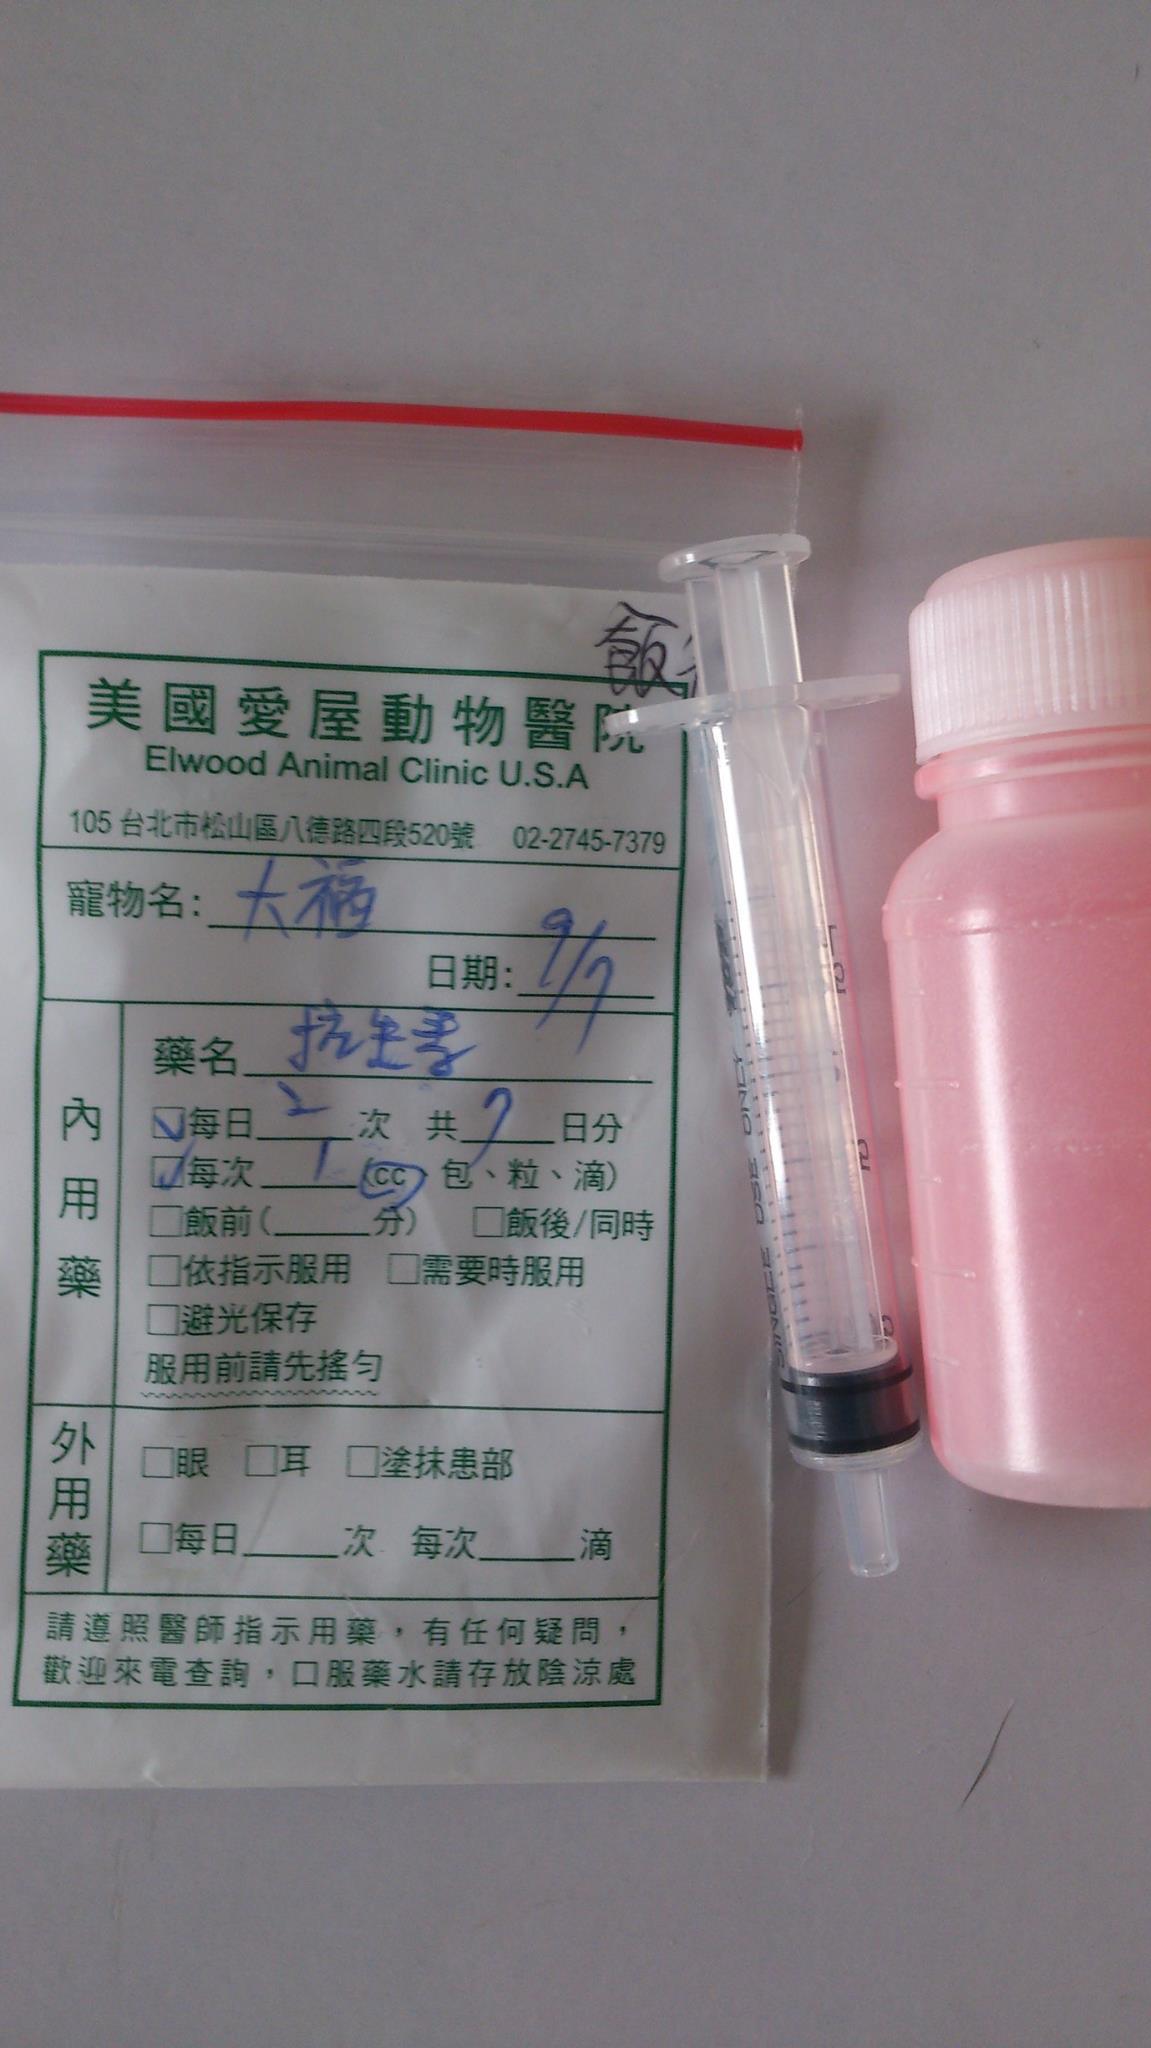 飯
美國愛屋動物醫院
Elwood Animal Clinic U.S.A
105 台北市松山區八德路四段520號 02-2745-7379
寵物名: 大福
日期: 9/7
內用藥
藥名 抗生素
☑每日 2 次 共 7 日分
☑每次 1 (cc 包、粒、滴)
□飯前( 分) □飯後/同時
□依指示服用 □需要時服用
□避光保存
服用前請先搖勻
外用藥
□眼 □耳 □塗抹患部
□每日 次 每次 滴
請遵照醫師指示用藥，有任何疑問，
歡迎來電查詢，口服藥水請存放陰涼處
USE ONLY